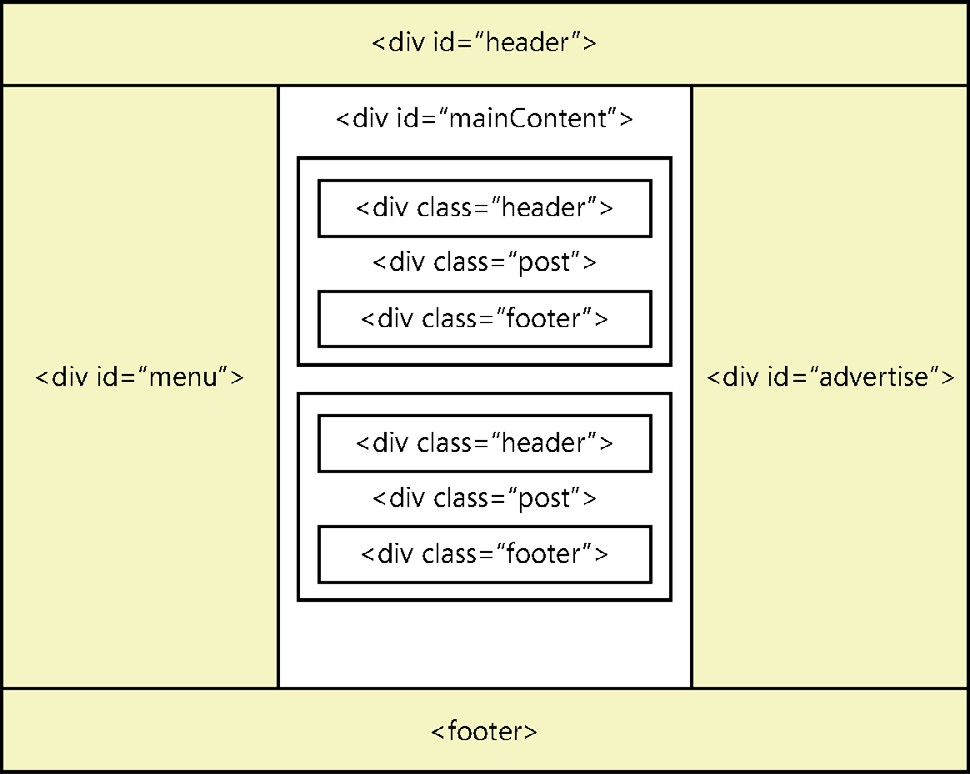 <div id=“header”>
<div id=“mainContent”>
<div class=“header”>
<div class=“post”>
<div class=“footer”>
<div id=“menu”>
<div id=“advertise”>
<div class=“header”>
<div class=“post”>
<div class=“footer”>
<footer>